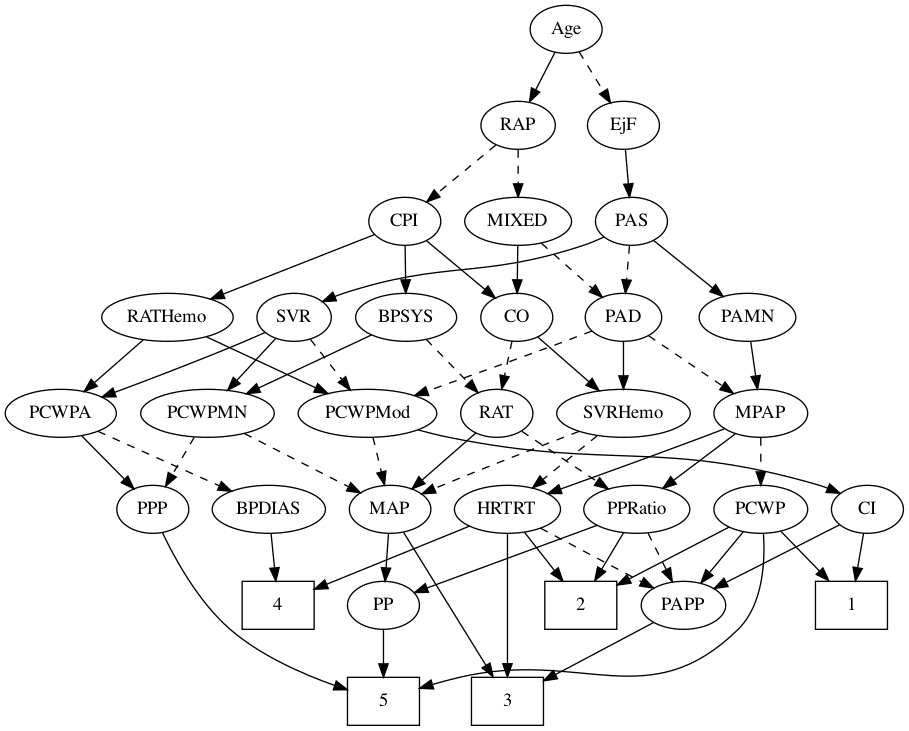 Age
RAP
EjF
CPI
MIXED
PAS
RATHemo
SVR
BPSYS
CO
PAD
PAMN
PCWPA
PCWPMN
PCWPMod
RAT
SVRHemo
MPAP
PPP
BPDIAS
MAP
HRTRT
PPRatio
PCWP
CI
4
PP
2
PAPP
1
5
3